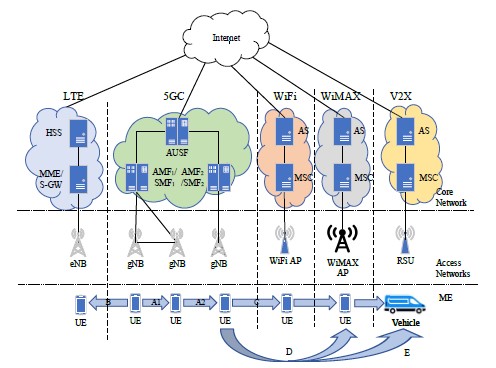 Internet
LTE
5GC
WiFi
WiMAX
V2X
HSS
AUSF
AS
AS
AS
MME/
S-GW
AMF₁/ AMF₂
SMF₁ /SMF₂
MSC
MSC
MSC
Core
Network
eNB
gNB
gNB
gNB
WiFi AP
WiMAX
AP
RSU
Access
Networks
ME
B
A1
A2
C
UE
UE
UE
UE
UE
UE
Vehicle
D
E